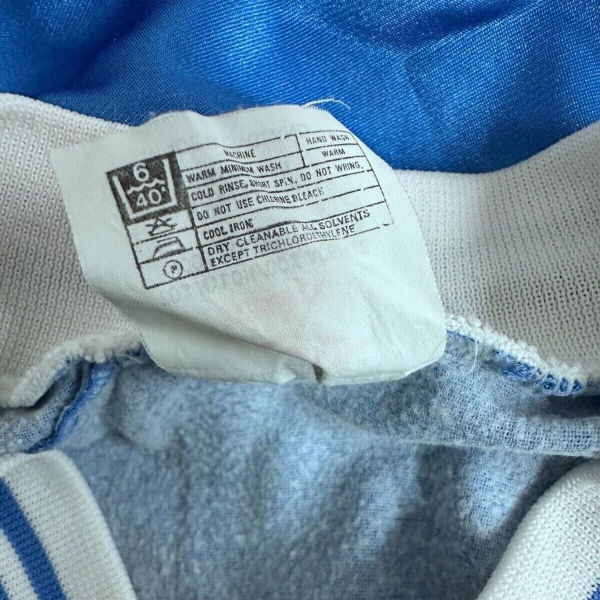 6
40°
MACHINE
HAND WASH
WARM MINIMUM WASH
WARM
COLD RINSE, SHORT SPIN. DO NOT WRING.
DO NOT USE CHLORINE BLEACH
COOL IRON
DRY CLEANABLE ALL SOLVENTS
EXCEPT TRICHLOROETHYLENE
P